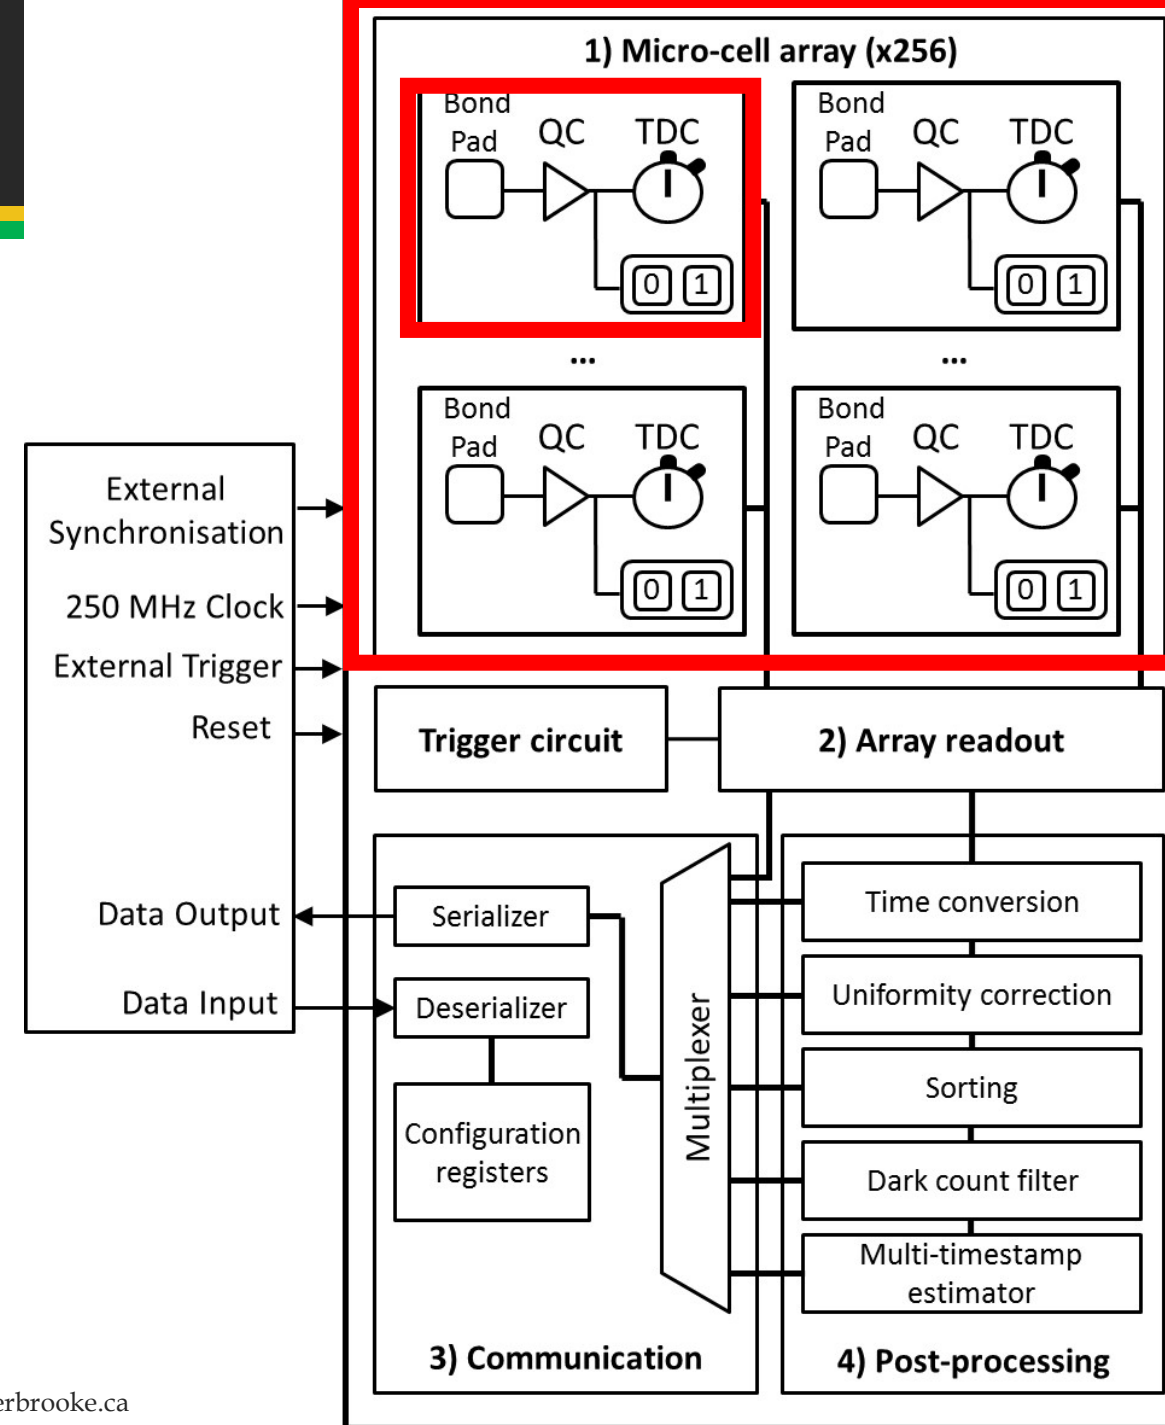 1) Micro-cell array (x256)
Bond
Pad
QC
TDC
0 1
Bond
Pad
QC
TDC
0 1
...
...
Bond
Pad
QC
TDC
0 1
Bond
Pad
QC
TDC
0 1
External
Synchronisation
250 MHz Clock
External Trigger
Reset
Data Output
Data Input
Trigger circuit
2) Array readout
Serializer
Deserializer
Configuration
registers
Multiplexer
3) Communication
Time conversion
Uniformity correction
Sorting
Dark count filter
Multi-timestamp
estimator
4) Post-processing
erbrooke.ca